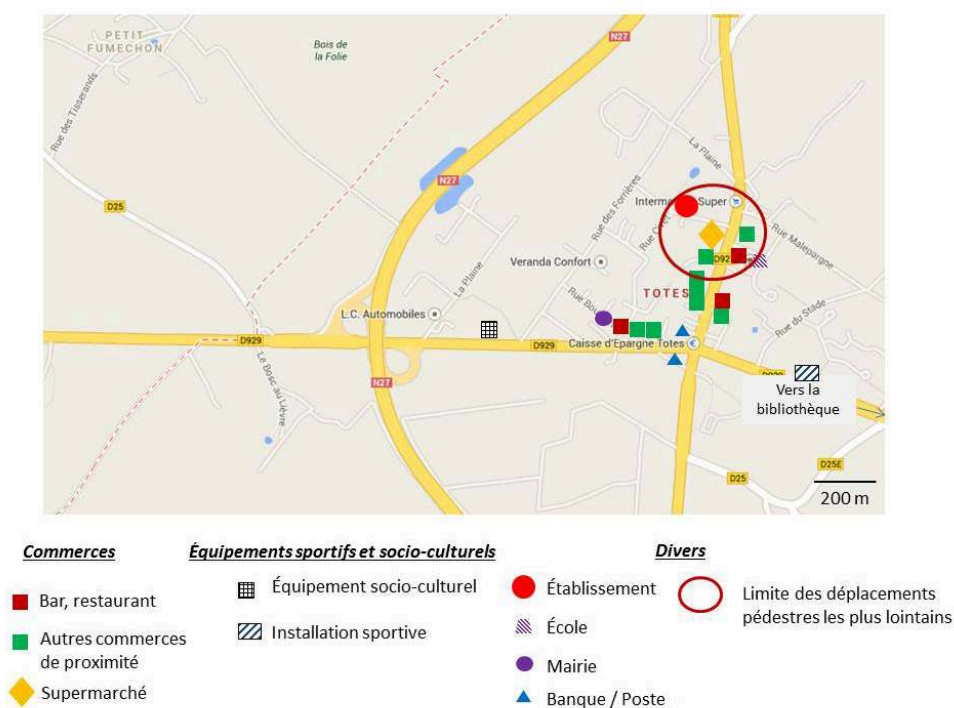 PETIT
FUMECHON
Bois de
la Folie
N27
Rue des Tisserands
La Plaine
N27
D25
Rue des Forrières
Super
Rue Malepargne
D92
Veranda Confort
La Plaine
TOTES
L.C. Automobiles
Rue du Stade
D929
D929
Caisse d'Epargne Totes
Le Bosc au Lièvre
N27
Vers la
bibliothèque
D25E
D25
200 m
Commerces
Équipements sportifs et socio-culturels
Divers
Bar, restaurant
Équipement socio-culturel
Établissement
Limite des déplacements
pédestres les plus lointains
Autres commerces
de proximité
Installation sportive
École
Supermarché
Mairie
Banque / Poste